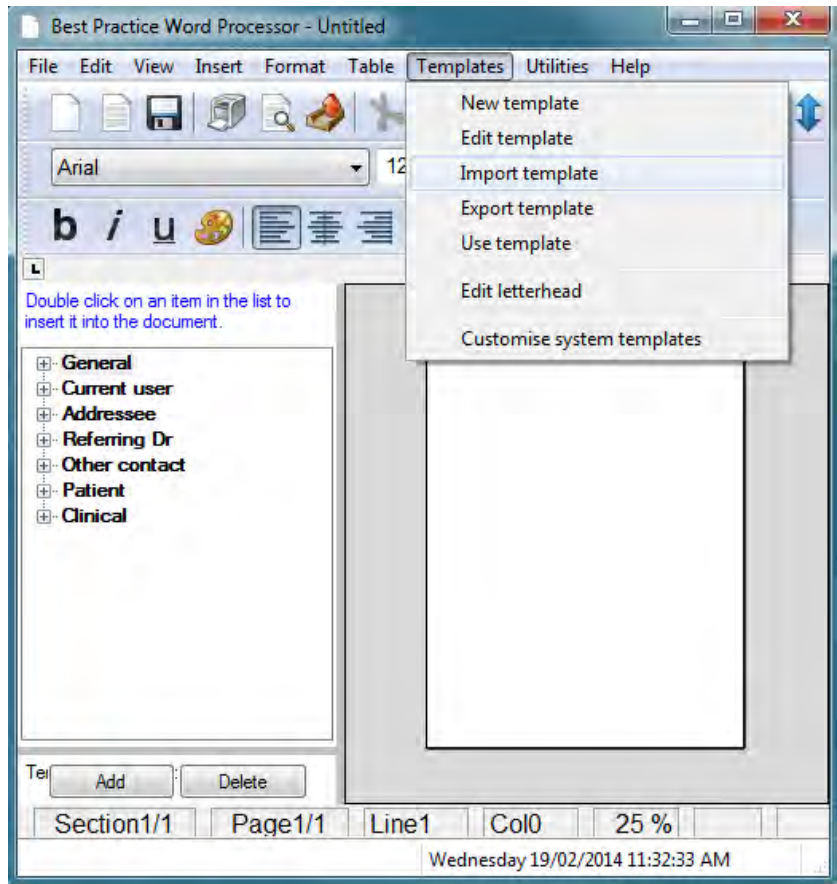 Best Practice Word Processor - Untitled
File Edit View Insert Format Table Templates Utilities Help
New template
Edit template
Import template
Export template
Use template
Edit letterhead
Customise system templates
Arial 12
b i u
L
Double click on an item in the list to
insert it into the document.
General
Current user
Addressee
Referring Dr
Other contact
Patient
Clinical
Add Delete
Section1/1 Page1/1 Line1 Col0 25 %
Wednesday 19/02/2014 11:32:33 AM